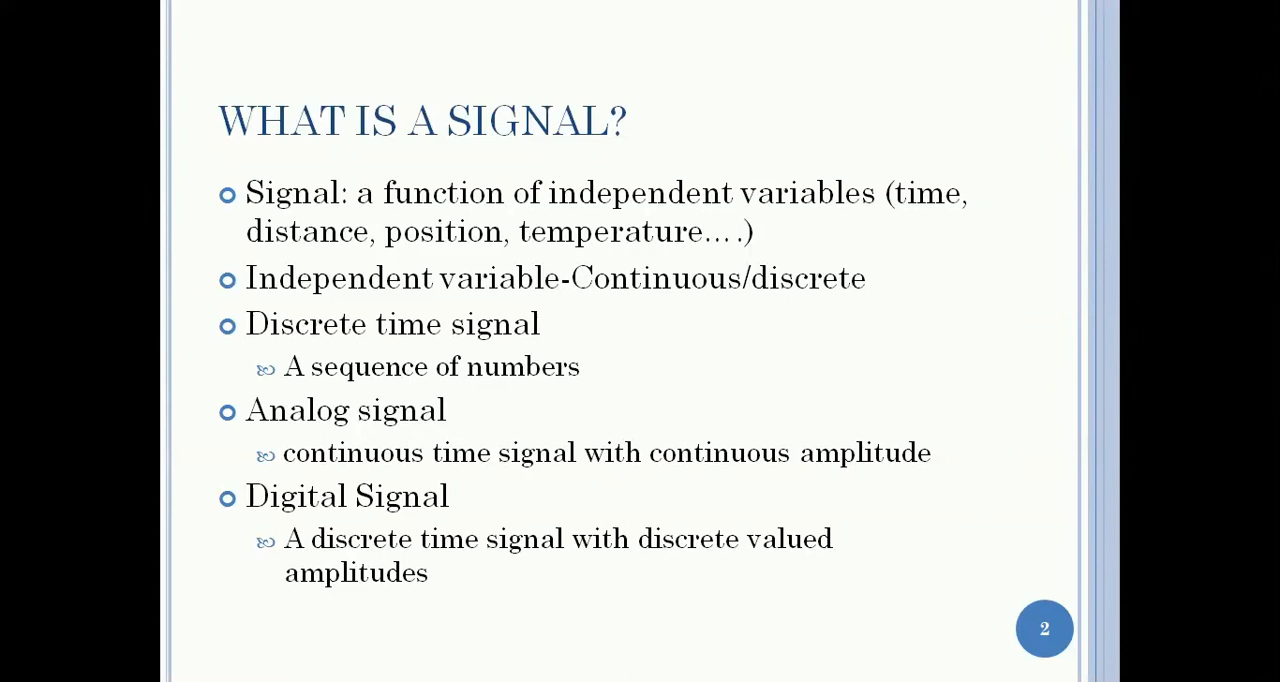 WHAT IS A SIGNAL?
Signal: a function of independent variables (time,
distance, position, temperature….)
Independent variable-Continuous/discrete
Discrete time signal
A sequence of numbers
Analog signal
continuous time signal with continuous amplitude
Digital Signal
A discrete time signal with discrete valued
amplitudes
2